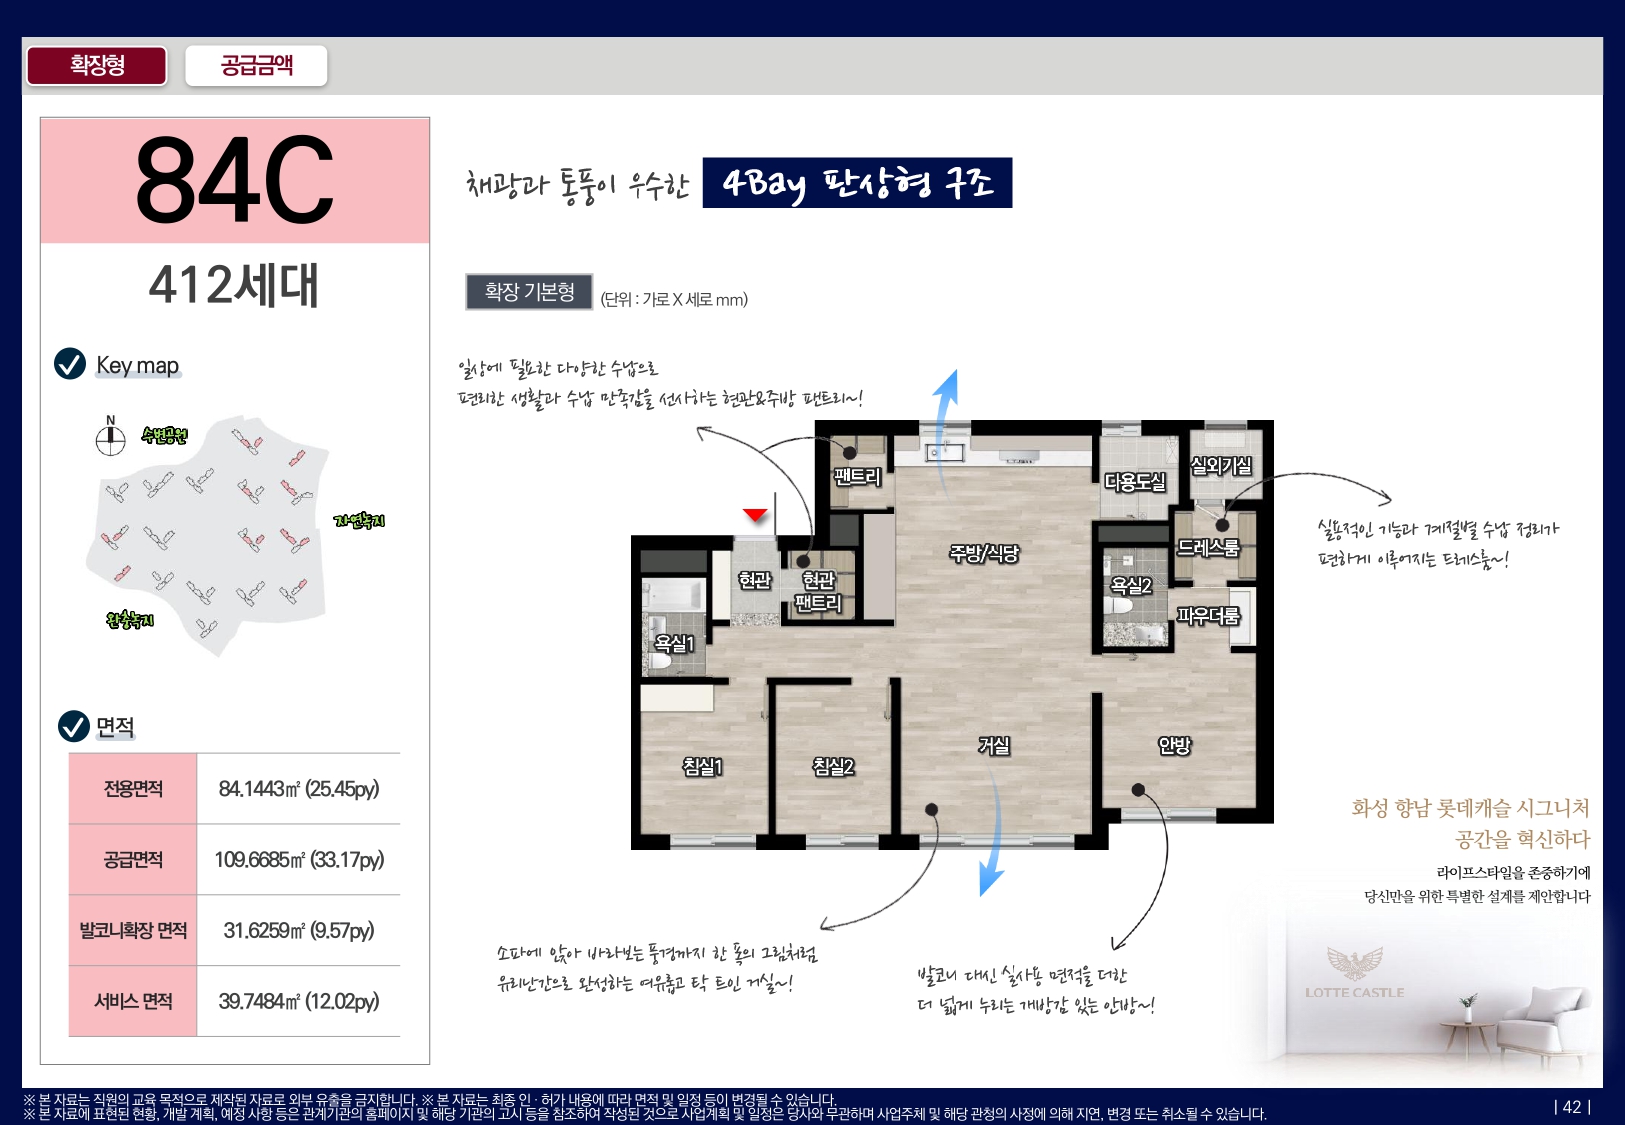 확장형
공급금액
84C
412세대
Key map
N
수변공원
자연녹지
완충녹지
면적
전용면적 84.1443㎡ (25.45py)
공급면적 109.6685㎡ (33.17py)
발코니확장 면적 31.6259㎡ (9.57py)
서비스 면적 39.7484㎡ (12.02py)
채광과 통풍이 우수한 4Bay 판상형 구조
확장 기본형 (단위 : 가로 X 세로 mm)
일상에 필요한 다양한 수납으로
편리한 생활과 수납 만족감을 선사하는 현관&주방 팬트리~!
팬트리
다용도실
실외기실
주방/식당
드레스룸
현관
현관
팬트리
욕실2
파우더룸
욕실1
거실
안방
침실1
침실2
실용적인 기능과 계절별 수납 정리가
편하게 이루어지는 드레스룸~!
소파에 앉아 바라보는 풍경까지 한 폭의 그림처럼
유리난간으로 완성하는 여유롭고 탁 트인 거실~!
발코니 대신 실사용 면적을 더한
더 넓게 누리는 개방감 있는 안방~!
화성 향남 롯데캐슬 시그니처
공간을 혁신하다
라이프스타일을 존중하기에
당신만을 위한 특별한 설계를 제안합니다
LOTTE CASTLE
※ 본 자료는 직원의 교육 목적으로 제작된 자료로 외부 유출을 금지합니다. ※ 본 자료는 최종 인 · 허가 내용에 따라 면적 및 일정 등이 변경될 수 있습니다.
※ 본 자료에 표현된 현황, 개발 계획, 예정 사항 등은 관계기관의 홈페이지 및 해당 기관의 고시 등을 참조하여 작성된 것으로 사업계획 및 일정은 당사와 무관하며 사업주체 및 해당 관청의 사정에 의해 지연, 변경 또는 취소될 수 있습니다.
| 42 |